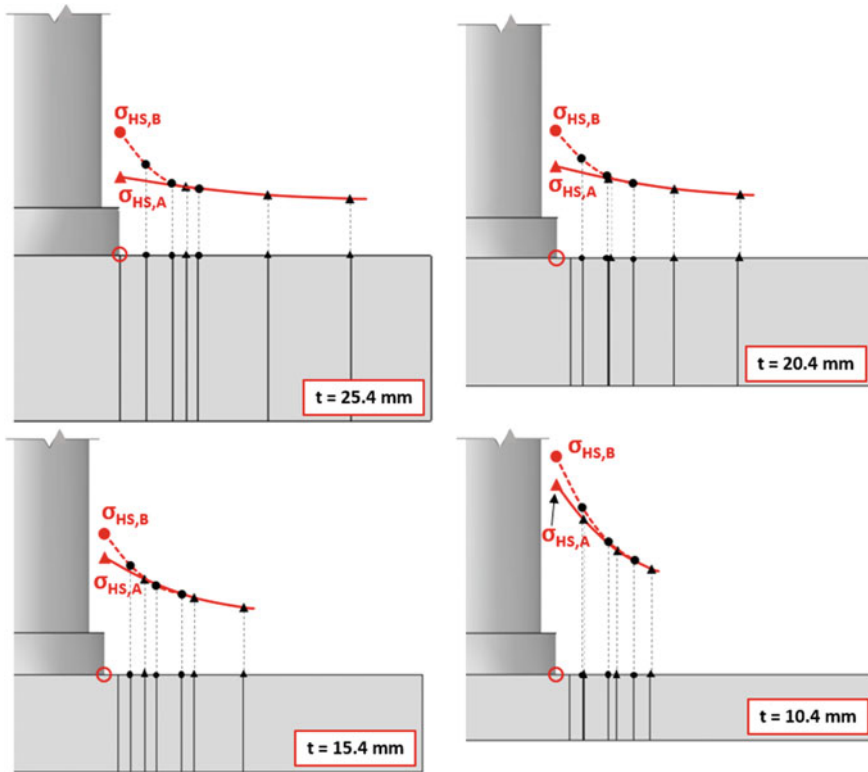 σHS,B
σHS,A
t = 25.4 mm
σHS,B
σHS,A
t = 20.4 mm
σHS,B
σHS,A
t = 15.4 mm
σHS,B
σHS,A
t = 10.4 mm